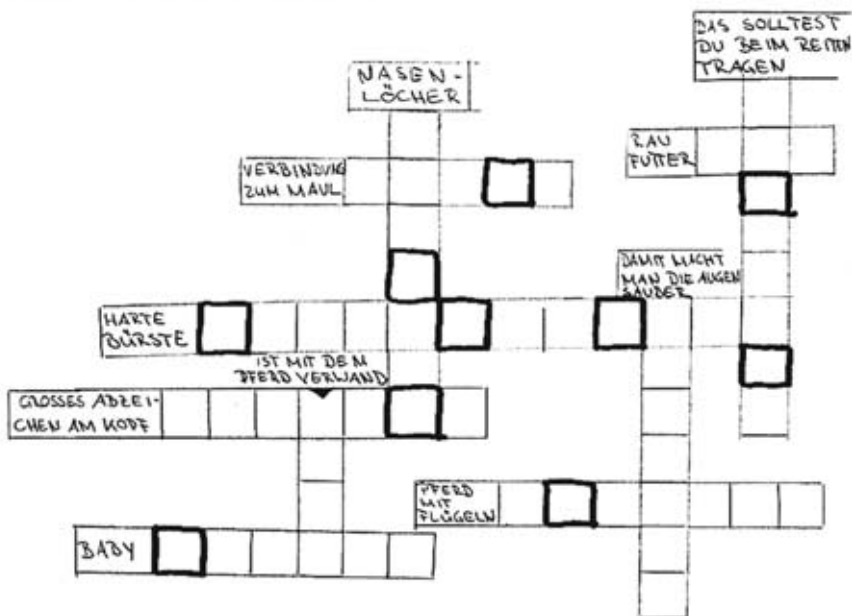 DAS SOLLTEST
DU BEIM REITEN
TRAGEN
NASEN-
LÖCHER
VERBINDUNG
ZUM MAUL
RAU
FUTTER
DAMIT MACHT
MAN DIE AUGEN
SAUBER
HARTE
BÜRSTE
IST MIT DEM
PFERD VERWAND
GROSSES ABZEI-
CHEN AM KOPF
PFERD
MIT
FLÜGELN
BABY